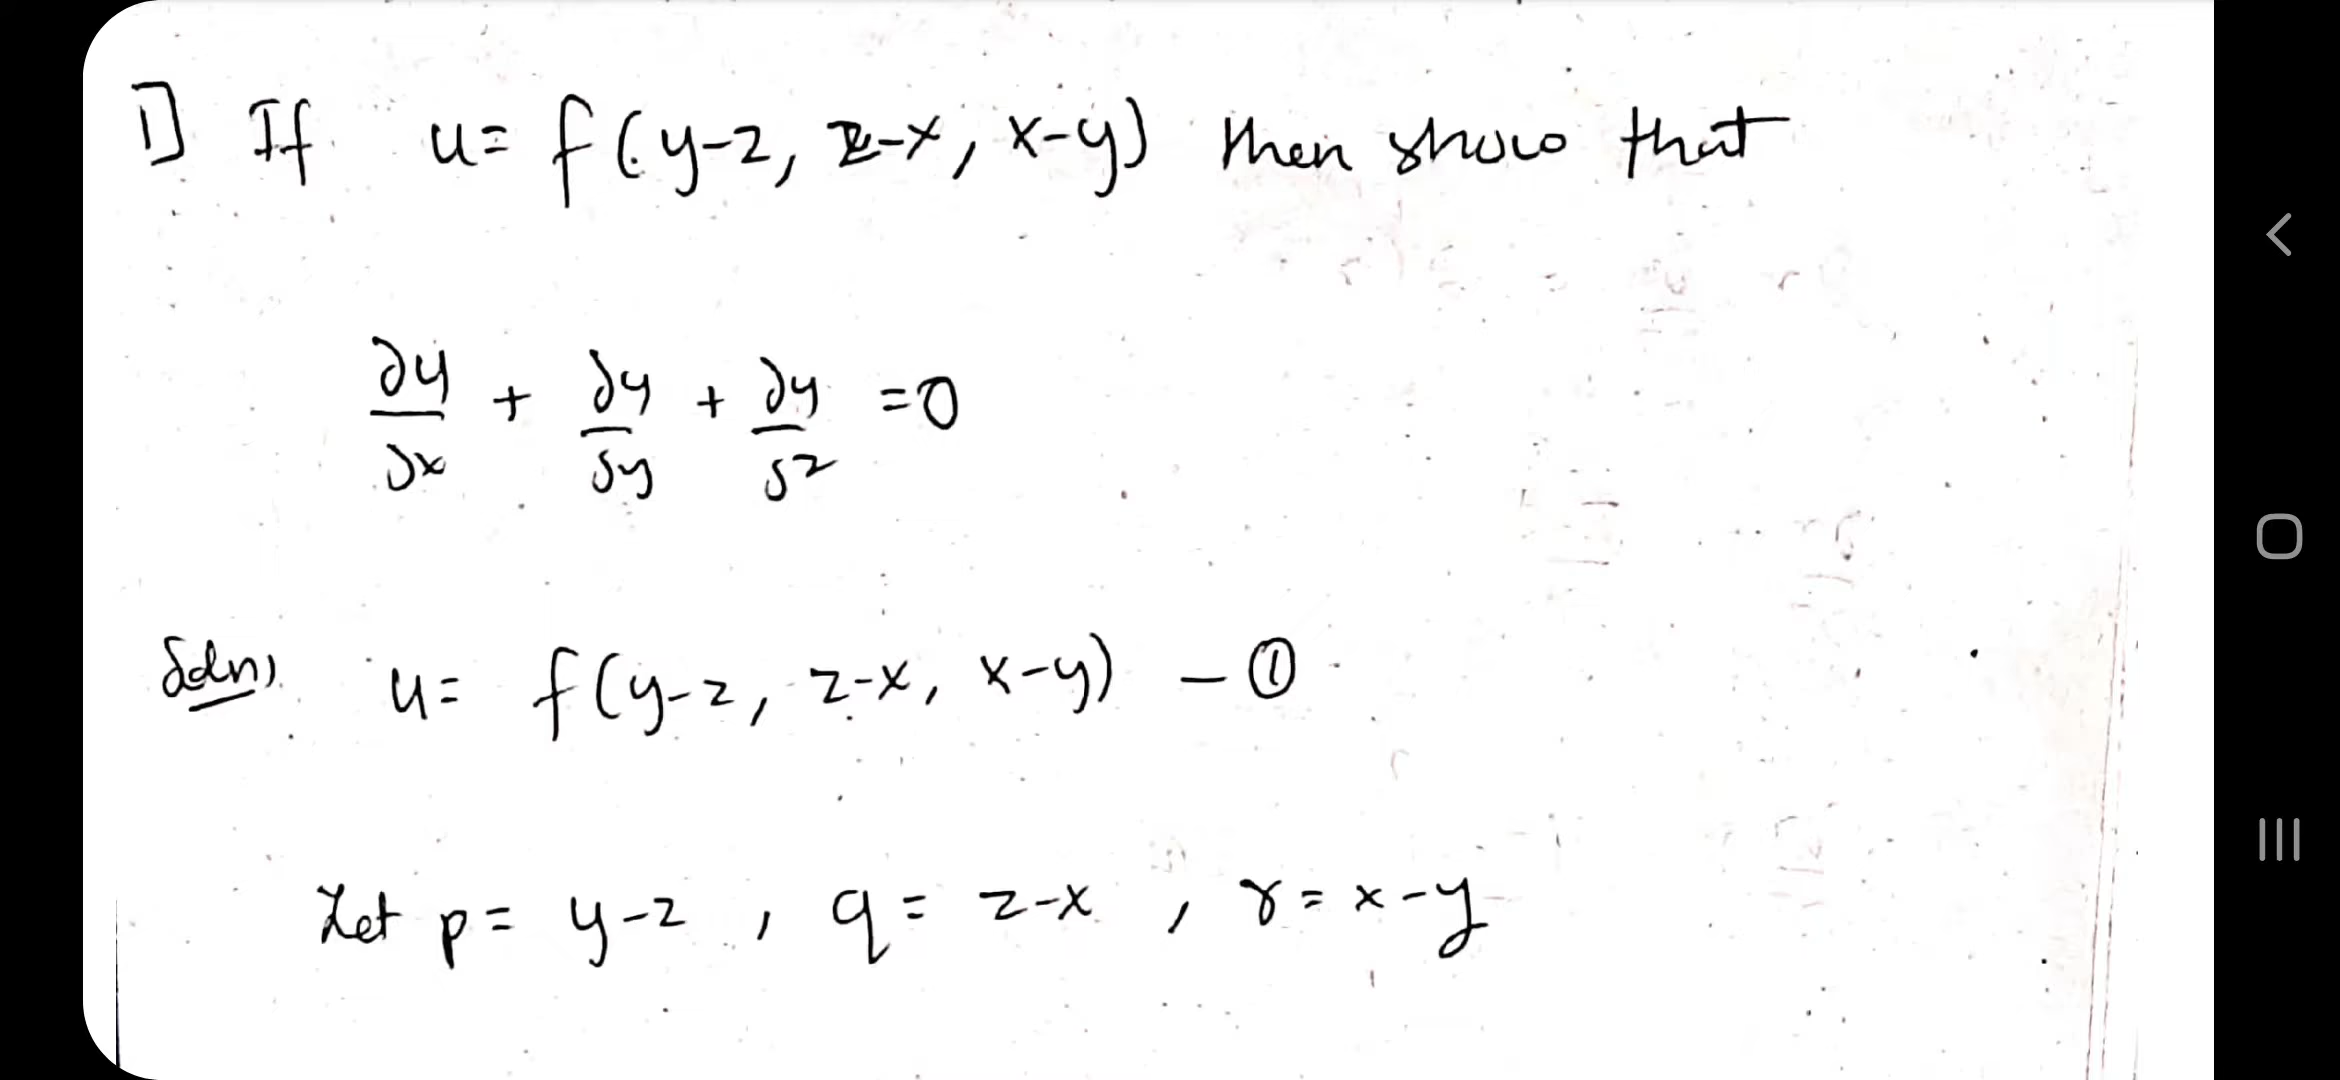 1] If u = f(y-z, z-x, x-y) then show that
∂u/∂x + ∂u/∂y + ∂u/∂z = 0
Soln: u = f(y-z, z-x, x-y) — ①
Let p = y-z , q = z-x , r = x-y